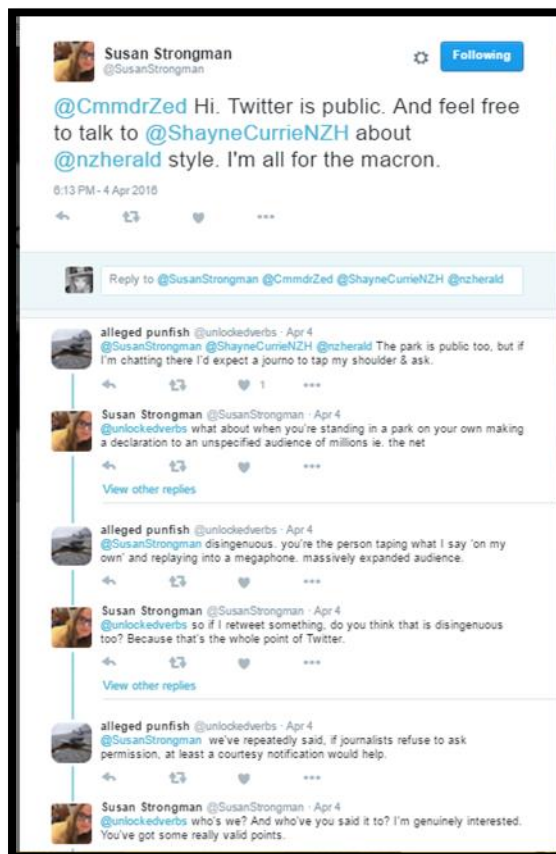 Susan Strongman
@SusanStrongman
Following
@CmmdrZed Hi. Twitter is public. And feel free
to talk to @ShayneCurrieNZH about
@nzherald style. I'm all for the macron.
6:13 PM - 4 Apr 2016
Reply to @SusanStrongman @CmmdrZed @ShayneCurrieNZH @nzherald
alleged punfish @unlockedverbs · Apr 4
@SusanStrongman @ShayneCurrieNZH @nzherald The park is public too, but if
I'm chatting there I'd expect a journo to tap my shoulder & ask.
1
Susan Strongman @SusanStrongman · Apr 4
@unlockedverbs what about when you're standing in a park on your own making
a declaration to an unspecified audience of millions ie. the net
View other replies
alleged punfish @unlockedverbs · Apr 4
@SusanStrongman disingenuous. you're the person taping what I say 'on my
own' and replaying into a megaphone. massively expanded audience.
Susan Strongman @SusanStrongman · Apr 4
@unlockedverbs so if I retweet something, do you think that is disingenuous
too? Because that's the whole point of Twitter.
View other replies
alleged punfish @unlockedverbs · Apr 4
@SusanStrongman we've repeatedly said, if journalists refuse to ask
permission, at least a courtesy notification would help.
Susan Strongman @SusanStrongman · Apr 4
@unlockedverbs who's we? And who've you said it to? I'm genuinely interested.
You've got some really valid points.